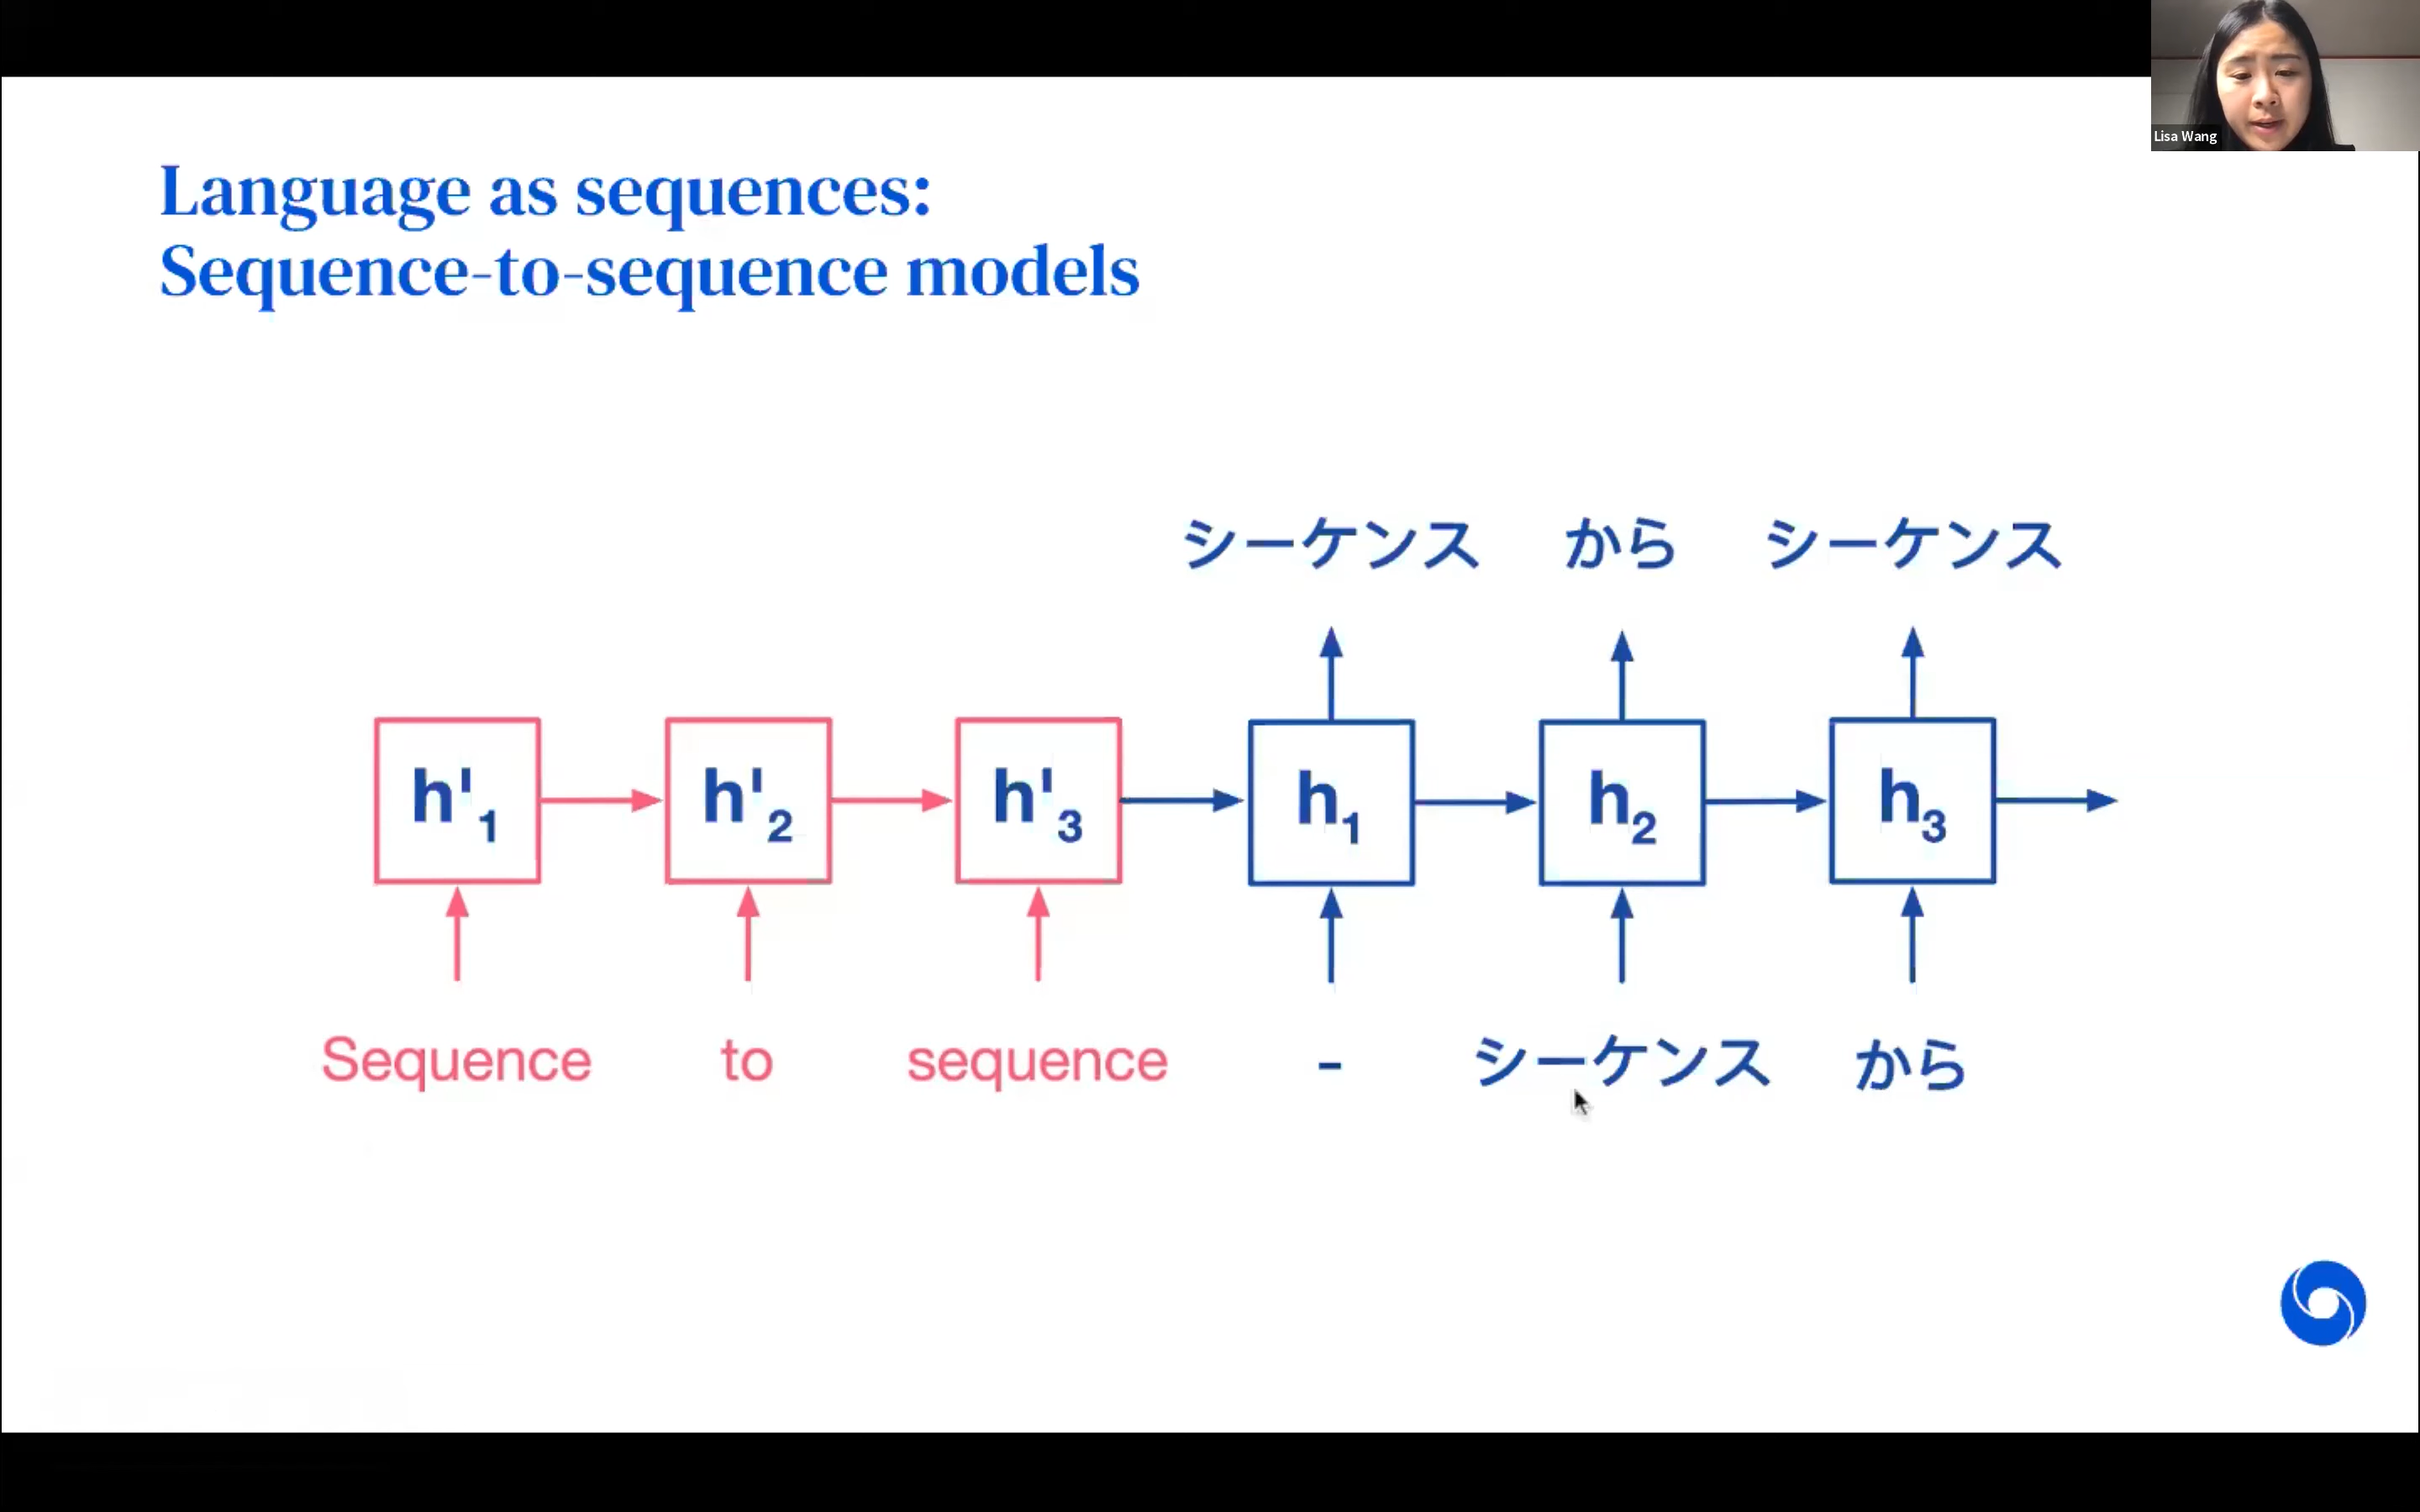 Lisa Wang
Language as sequences:
Sequence-to-sequence models
シーケンス から シーケンス
h'1 h'2 h'3 h1 h2 h3
Sequence to sequence - シーケンス から